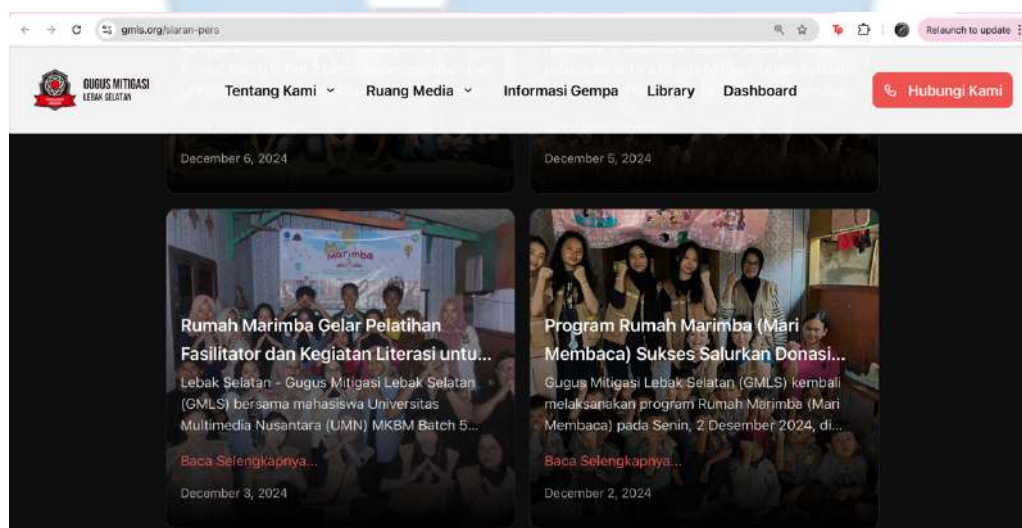 gmls.org/siaran-pers
Relaunch to update
GUGUS MITIGASI
LEBAK SELATAN
Tentang Kami
Ruang Media
Informasi Gempa
Library
Dashboard
Hubungi Kami
December 6, 2024
December 5, 2024
Marimba
Rumah Marimba Gelar Pelatihan
Fasilitator dan Kegiatan Literasi untu...
Lebak Selatan - Gugus Mitigasi Lebak Selatan
(GMLS) bersama mahasiswa Universitas
Multimedia Nusantara (UMN) MKBM Batch 5...
Baca Selengkapnya...
December 3, 2024
Program Rumah Marimba (Mari
Membaca) Sukses Salurkan Donasi...
Gugus Mitigasi Lebak Selatan (GMLS) kembali
melaksanakan program Rumah Marimba (Mari
Membaca) pada Senin, 2 Desember 2024, di...
Baca Selengkapnya...
December 2, 2024